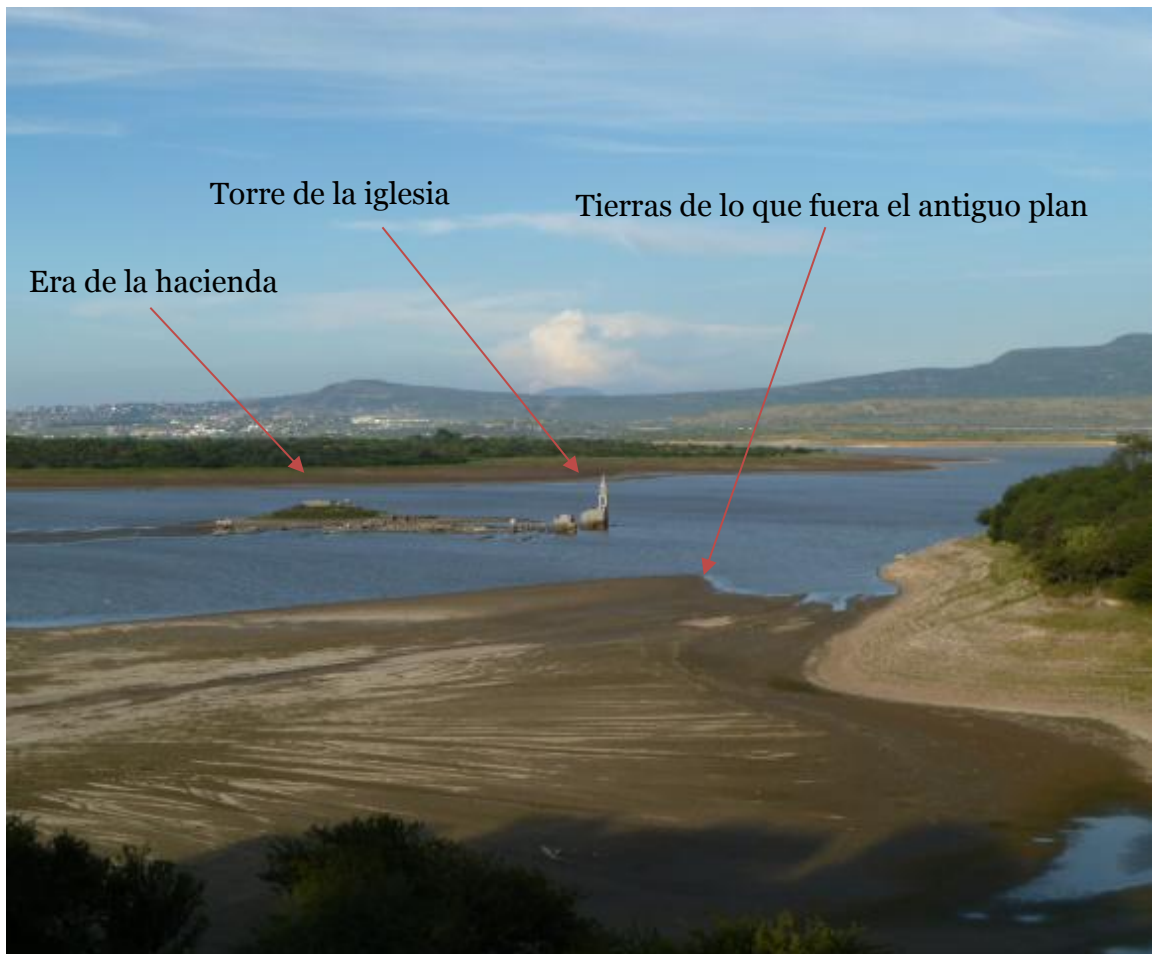 Torre de la iglesia
Tierras de lo que fuera el antiguo plan
Era de la hacienda